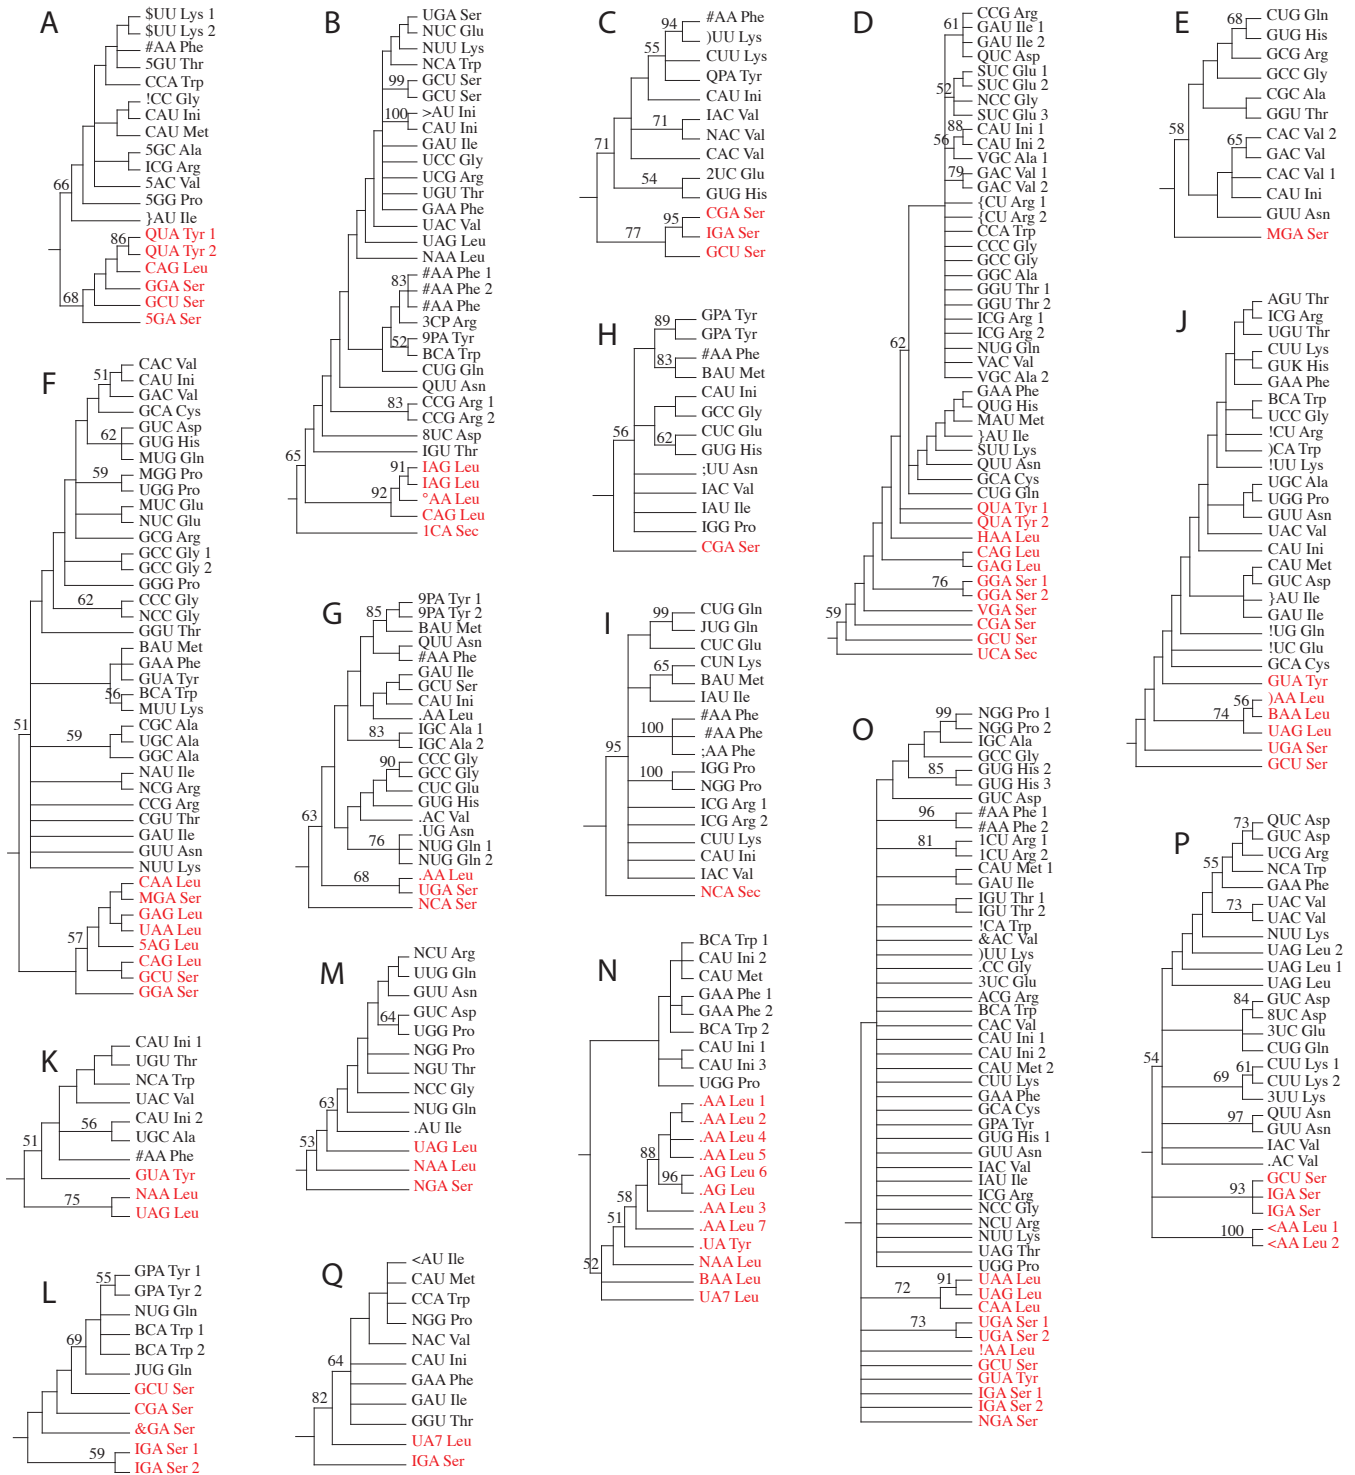 A
$UU Lys 1
$UU Lys 2
#AA Phe
5GU Thr
CCA Trp
!CC Gly
CAU Ini
CAU Met
5GC Ala
ICG Arg
5AC Val
5GG Pro
}AU Ile
QUA Tyr 1
QUA Tyr 2
CAG Leu
GGA Ser
GCU Ser
5GA Ser
66
86
68
B
UGA Ser
NUC Glu
NUU Lys
NCA Trp
GCU Ser
GCU Ser
>AU Ini
CAU Ini
GAU Ile
UCC Gly
UCG Arg
UGU Thr
GAA Phe
UAC Val
UAG Leu
NAA Leu
#AA Phe 1
#AA Phe 2
#AA Phe
3CP Arg
9PA Tyr
BCA Trp
CUG Gln
QUU Asn
CCG Arg 1
CCG Arg 2
8UC Asp
IGU Thr
IAG Leu
IAG Leu
°AA Leu
CAG Leu
1CA Sec
99
100
83
52
83
65
91
92
C
#AA Phe
)UU Lys
CUU Lys
QPA Tyr
CAU Ini
IAC Val
NAC Val
CAC Val
2UC Glu
GUG His
CGA Ser
IGA Ser
GCU Ser
94
55
71
71
54
95
77
D
CCG Arg
GAU Ile 1
GAU Ile 2
QUC Asp
SUC Glu 1
SUC Glu 2
NCC Gly
SUC Glu 3
CAU Ini 1
CAU Ini 2
VGC Ala 1
GAC Val 1
GAC Val 2
{CU Arg 1
{CU Arg 2
CCA Trp
CCC Gly
GCC Gly
GGC Ala
GGU Thr 1
GGU Thr 2
ICG Arg 1
ICG Arg 2
NUG Gln
VAC Val
VGC Ala 2
GAA Phe
QUG His
MAU Met
}AU Ile
SUU Lys
QUU Asn
GCA Cys
CUG Gln
QUA Tyr 1
QUA Tyr 2
HAA Leu
CAG Leu
GAG Leu
GGA Ser 1
GGA Ser 2
VGA Ser
CGA Ser
GCU Ser
UCA Sec
61
52
88
56
79
62
76
59
E
CUG Gln
GUG His
GCG Arg
GCC Gly
CGC Ala
GGU Thr
CAC Val 2
GAC Val
CAC Val 1
CAU Ini
GUU Asn
MGA Ser
68
58
65
F
CAC Val
CAU Ini
GAC Val
GCA Cys
GUC Asp
GUG His
MUG Gln
MGG Pro
UGG Pro
MUC Glu
NUC Glu
GCG Arg
GCC Gly 1
GCC Gly 2
GGG Pro
CCC Gly
NCC Gly
GGU Thr
BAU Met
GAA Phe
GUA Tyr
BCA Trp
MUU Lys
CGC Ala
UGC Ala
GGC Ala
NAU Ile
NCG Arg
CCG Arg
CGU Thr
GAU Ile
GUU Asn
NUU Lys
CAA Leu
MGA Ser
GAG Leu
UAA Leu
5AG Leu
CAG Leu
GCU Ser
GGA Ser
51
62
59
62
56
51
59
57
G
9PA Tyr 1
9PA Tyr 2
BAU Met
QUU Asn
#AA Phe
GAU Ile
GCU Ser
CAU Ini
.AA Leu
IGC Ala 1
IGC Ala 2
CCC Gly
GCC Gly
CUC Glu
GUG His
.AC Val
.UG Asn
NUG Gln 1
NUG Gln 2
.AA Leu
UGA Ser
NCA Ser
85
83
90
63
76
68
H
GPA Tyr
GPA Tyr
#AA Phe
BAU Met
CAU Ini
GCC Gly
CUC Glu
GUG His
;UU Asn
IAC Val
IAU Ile
IGG Pro
CGA Ser
89
83
56
62
I
CUG Gln
JUG Gln
CUC Glu
CUN Lys
BAU Met
IAU Ile
#AA Phe
#AA Phe
;AA Phe
IGG Pro
NGG Pro
ICG Arg 1
ICG Arg 2
CUU Lys
CAU Ini
IAC Val
NCA Sec
99
65
100
95
100
J
AGU Thr
ICG Arg
UGU Thr
CUU Lys
GUK His
GAA Phe
BCA Trp
UCC Gly
!CU Arg
)CA Trp
!UU Lys
UGC Ala
UGG Pro
GUU Asn
UAC Val
CAU Ini
CAU Met
GUC Asp
}AU Ile
GAU Ile
!UG Gln
!UC Glu
GCA Cys
GUA Tyr
)AA Leu
BAA Leu
UAG Leu
UGA Ser
GCU Ser
56
74
K
CAU Ini 1
UGU Thr
NCA Trp
UAC Val
CAU Ini 2
UGC Ala
#AA Phe
GUA Tyr
NAA Leu
UAG Leu
56
51
75
L
GPA Tyr 1
GPA Tyr 2
NUG Gln
BCA Trp 1
BCA Trp 2
JUG Gln
GCU Ser
CGA Ser
&GA Ser
IGA Ser 1
IGA Ser 2
55
69
59
M
NCU Arg
UUG Gln
GUU Asn
GUC Asp
UGG Pro
NGG Pro
NGU Thr
NCC Gly
NUG Gln
.AU Ile
UAG Leu
NAA Leu
NGA Ser
64
63
53
N
BCA Trp 1
CAU Ini 2
CAU Met
GAA Phe 1
GAA Phe 2
BCA Trp 2
CAU Ini 1
CAU Ini 3
UGG Pro
.AA Leu 1
.AA Leu 2
.AA Leu 4
.AA Leu 5
.AG Leu 6
.AG Leu
.AA Leu 3
.AA Leu 7
.UA Tyr
NAA Leu
BAA Leu
UA7 Leu
88
96
58
51
52
O
NGG Pro 1
NGG Pro 2
IGC Ala
GCC Gly
GUG His 2
GUG His 3
GUC Asp
#AA Phe 1
#AA Phe 2
1CU Arg 1
1CU Arg 2
CAU Met 1
GAU Ile
IGU Thr 1
IGU Thr 2
!CA Trp
&AC Val
)UU Lys
.CC Gly
3UC Glu
ACG Arg
BCA Trp
CAC Val
CAU Ini 1
CAU Ini 2
CAU Met 2
CUU Lys
GAA Phe
GCA Cys
GPA Tyr
GUG His 1
GUU Asn
IAC Val
IAU Ile
ICG Arg
NCC Gly
NCU Arg
NUU Lys
UAG Thr
UGG Pro
UAA Leu
UAG Leu
CAA Leu
UGA Ser 1
UGA Ser 2
!AA Leu
GCU Ser
GUA Tyr
IGA Ser 1
IGA Ser 2
NGA Ser
99
85
96
81
91
72
73
P
QUC Asp
GUC Asp
UCG Arg
NCA Trp
GAA Phe
UAC Val
UAC Val
NUU Lys
UAG Leu 2
UAG Leu 1
UAG Leu
GUC Asp
8UC Asp
3UC Glu
CUG Gln
CUU Lys 1
CUU Lys 2
3UU Lys
QUU Asn
GUU Asn
IAC Val
.AC Val
GCU Ser
IGA Ser
IGA Ser
<AA Leu 1
<AA Leu 2
73
55
73
84
54
61
69
97
93
100
Q
<AU Ile
CAU Met
CCA Trp
NGG Pro
NAC Val
CAU Ini
GAA Phe
GAU Ile
GGU Thr
UA7 Leu
IGA Ser
64
82